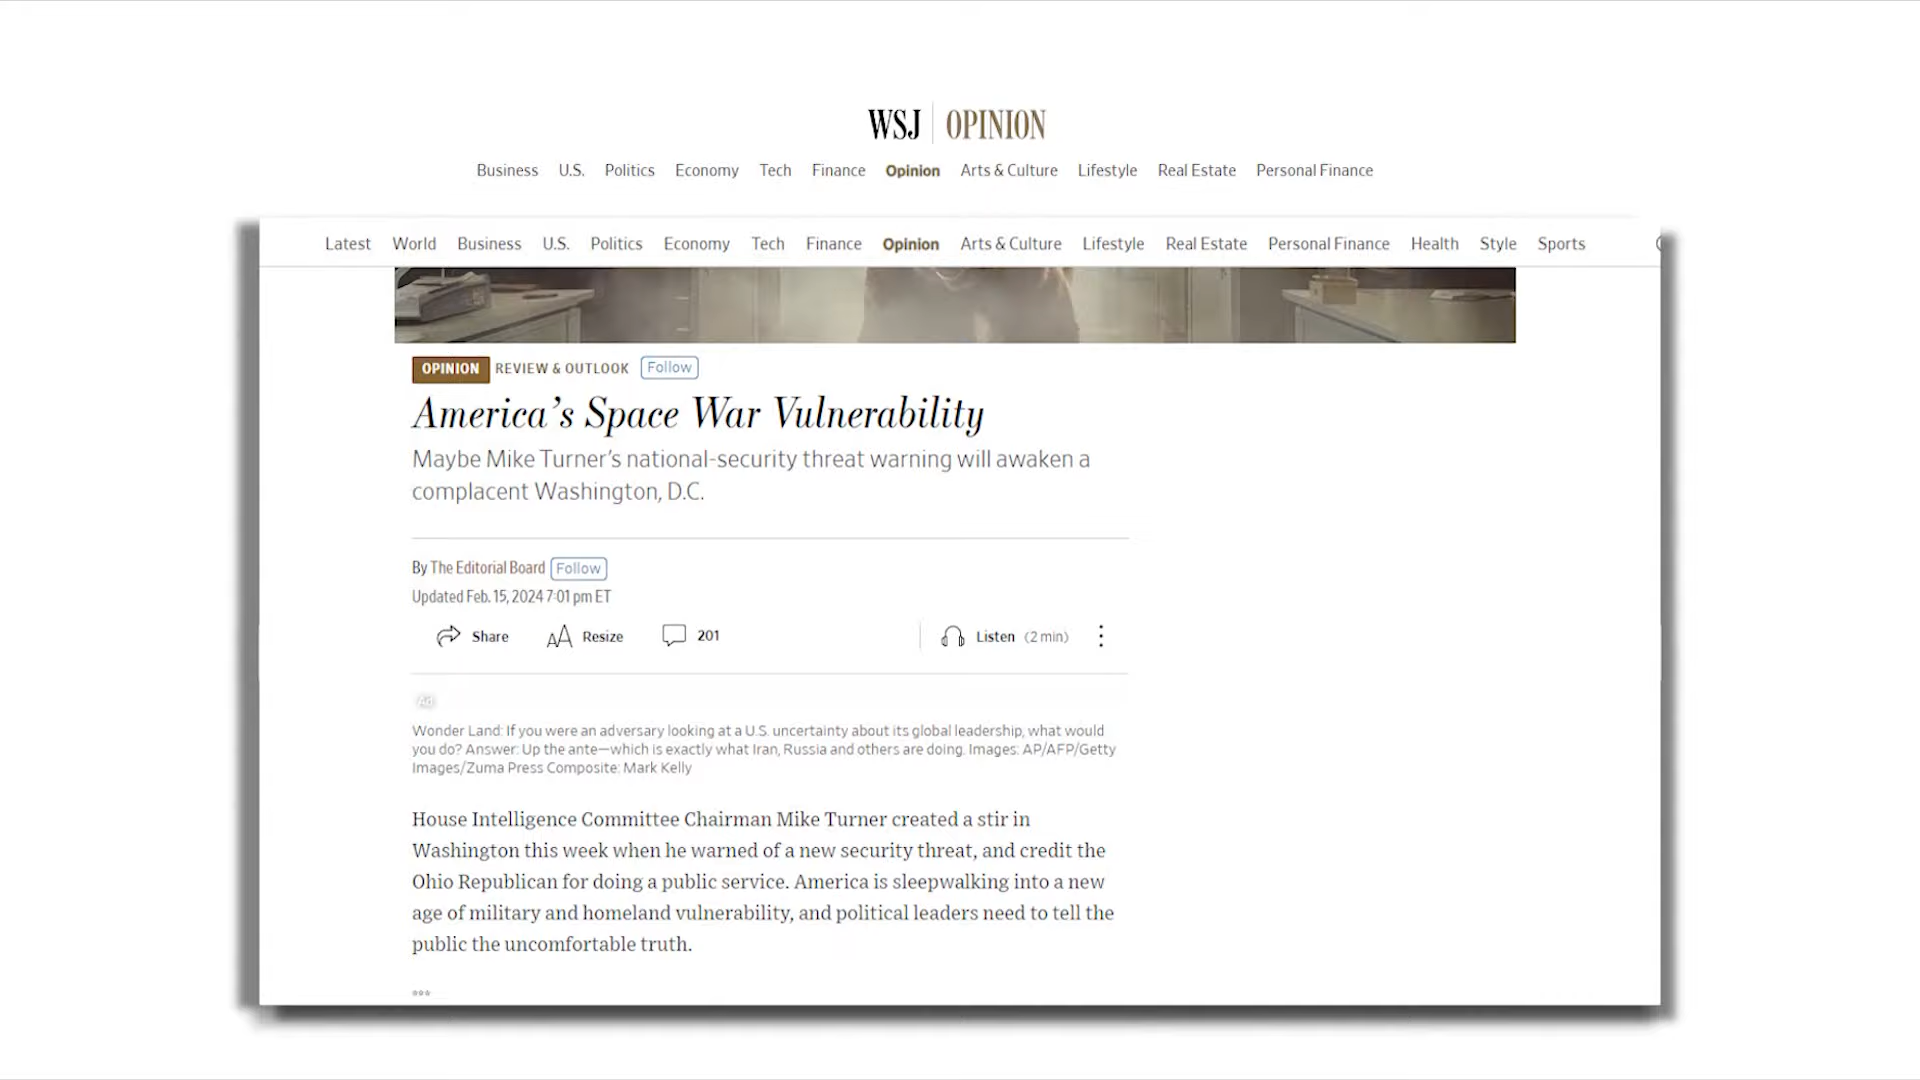 WSJ OPINION
Business U.S. Politics Economy Tech Finance Opinion Arts & Culture Lifestyle Real Estate Personal Finance
Latest World Business U.S. Politics Economy Tech Finance Opinion Arts & Culture Lifestyle Real Estate Personal Finance Health Style Sports
OPINION REVIEW & OUTLOOK Follow
America’s Space War Vulnerability
Maybe Mike Turner’s national-security threat warning will awaken a
complacent Washington, D.C.
By The Editorial Board Follow
Updated Feb. 15, 2024 7:01 pm ET
Share Resize 201 Listen (2 min)
Ad
Wonder Land: If you were an adversary looking at a U.S. uncertainty about its global leadership, what would
you do? Answer: Up the ante—which is exactly what Iran, Russia and others are doing. Images: AP/AFP/Getty
Images/Zuma Press Composite: Mark Kelly
House Intelligence Committee Chairman Mike Turner created a stir in
Washington this week when he warned of a new security threat, and credit the
Ohio Republican for doing a public service. America is sleepwalking into a new
age of military and homeland vulnerability, and political leaders need to tell the
public the uncomfortable truth.